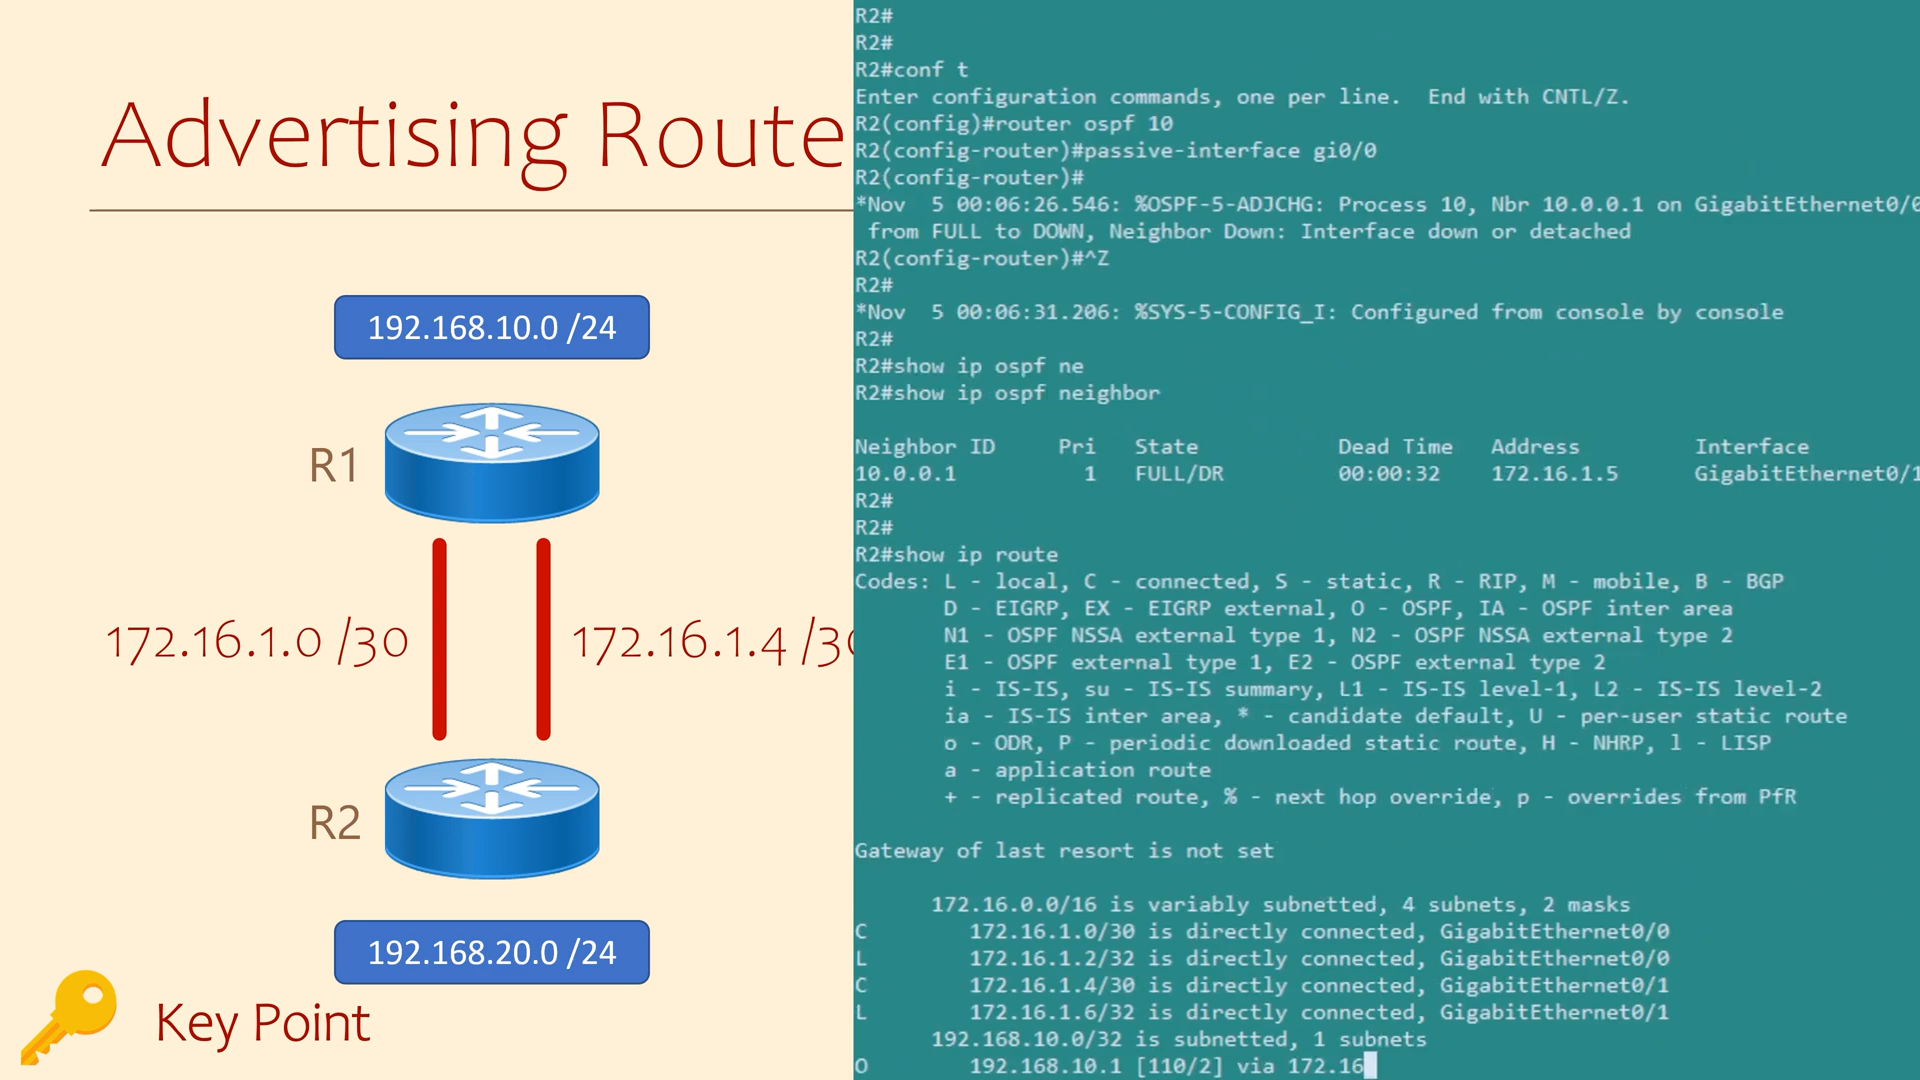 Advertising Route
192.168.10.0 /24
R1
172.16.1.0 /30
172.16.1.4 /30
R2
192.168.20.0 /24
Key Point
R2#
R2#
R2#conf t
Enter configuration commands, one per line.  End with CNTL/Z.
R2(config)#router ospf 10
R2(config-router)#passive-interface gi0/0
R2(config-router)#
*Nov  5 00:06:26.546: %OSPF-5-ADJCHG: Process 10, Nbr 10.0.0.1 on GigabitEthernet0/0
from FULL to DOWN, Neighbor Down: Interface down or detached
R2(config-router)#^Z
R2#
*Nov  5 00:06:31.206: %SYS-5-CONFIG_I: Configured from console by console
R2#
R2#show ip ospf ne
R2#show ip ospf neighbor
Neighbor ID     Pri   State           Dead Time   Address         Interface
10.0.0.1          1   FULL/DR         00:00:32    172.16.1.5      GigabitEthernet0/1
R2#
R2#
R2#show ip route
Codes: L - local, C - connected, S - static, R - RIP, M - mobile, B - BGP
D - EIGRP, EX - EIGRP external, O - OSPF, IA - OSPF inter area
N1 - OSPF NSSA external type 1, N2 - OSPF NSSA external type 2
E1 - OSPF external type 1, E2 - OSPF external type 2
i - IS-IS, su - IS-IS summary, L1 - IS-IS level-1, L2 - IS-IS level-2
ia - IS-IS inter area, * - candidate default, U - per-user static route
o - ODR, P - periodic downloaded static route, H - NHRP, l - LISP
a - application route
+ - replicated route, % - next hop override, p - overrides from PfR
Gateway of last resort is not set
172.16.0.0/16 is variably subnetted, 4 subnets, 2 masks
C        172.16.1.0/30 is directly connected, GigabitEthernet0/0
L        172.16.1.2/32 is directly connected, GigabitEthernet0/0
C        172.16.1.4/30 is directly connected, GigabitEthernet0/1
L        172.16.1.6/32 is directly connected, GigabitEthernet0/1
192.168.10.0/32 is subnetted, 1 subnets
O        192.168.10.1 [110/2] via 172.16